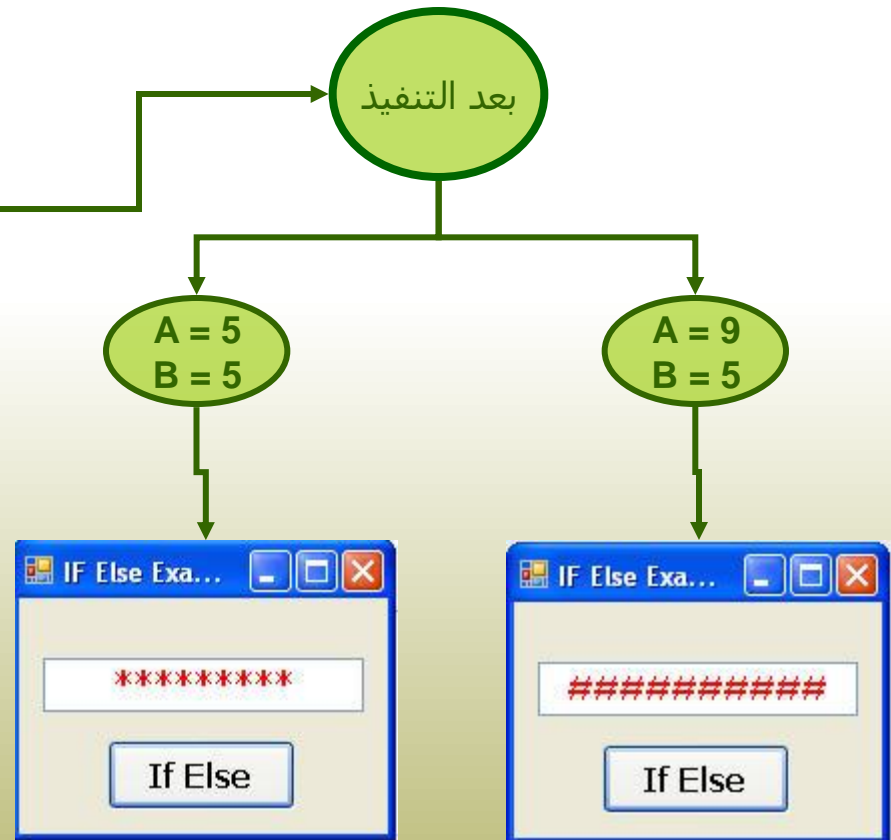 بعد التنفيذ
A = 5
B = 5
A = 9
B = 5
IF Else Exa...
*********
If Else
IF Else Exa...
##########
If Else